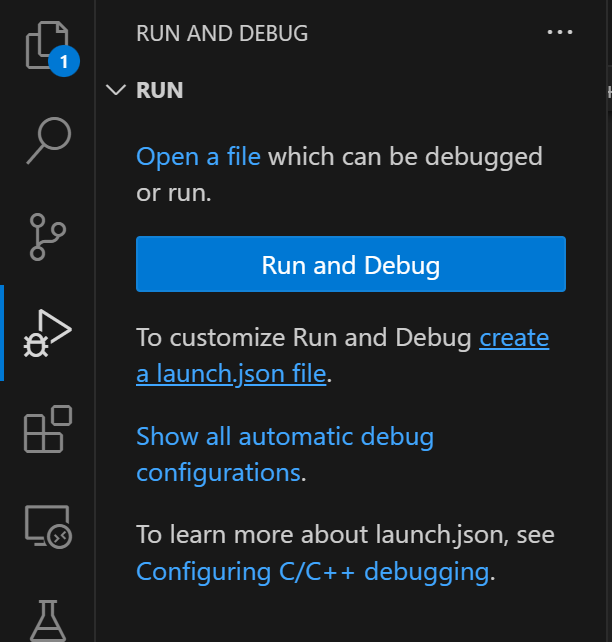 RUN AND DEBUG
...
1
RUN
Open a file which can be debugged
or run.
Run and Debug
To customize Run and Debug create
a launch.json file.
Show all automatic debug
configurations.
To learn more about launch.json, see
Configuring C/C++ debugging.